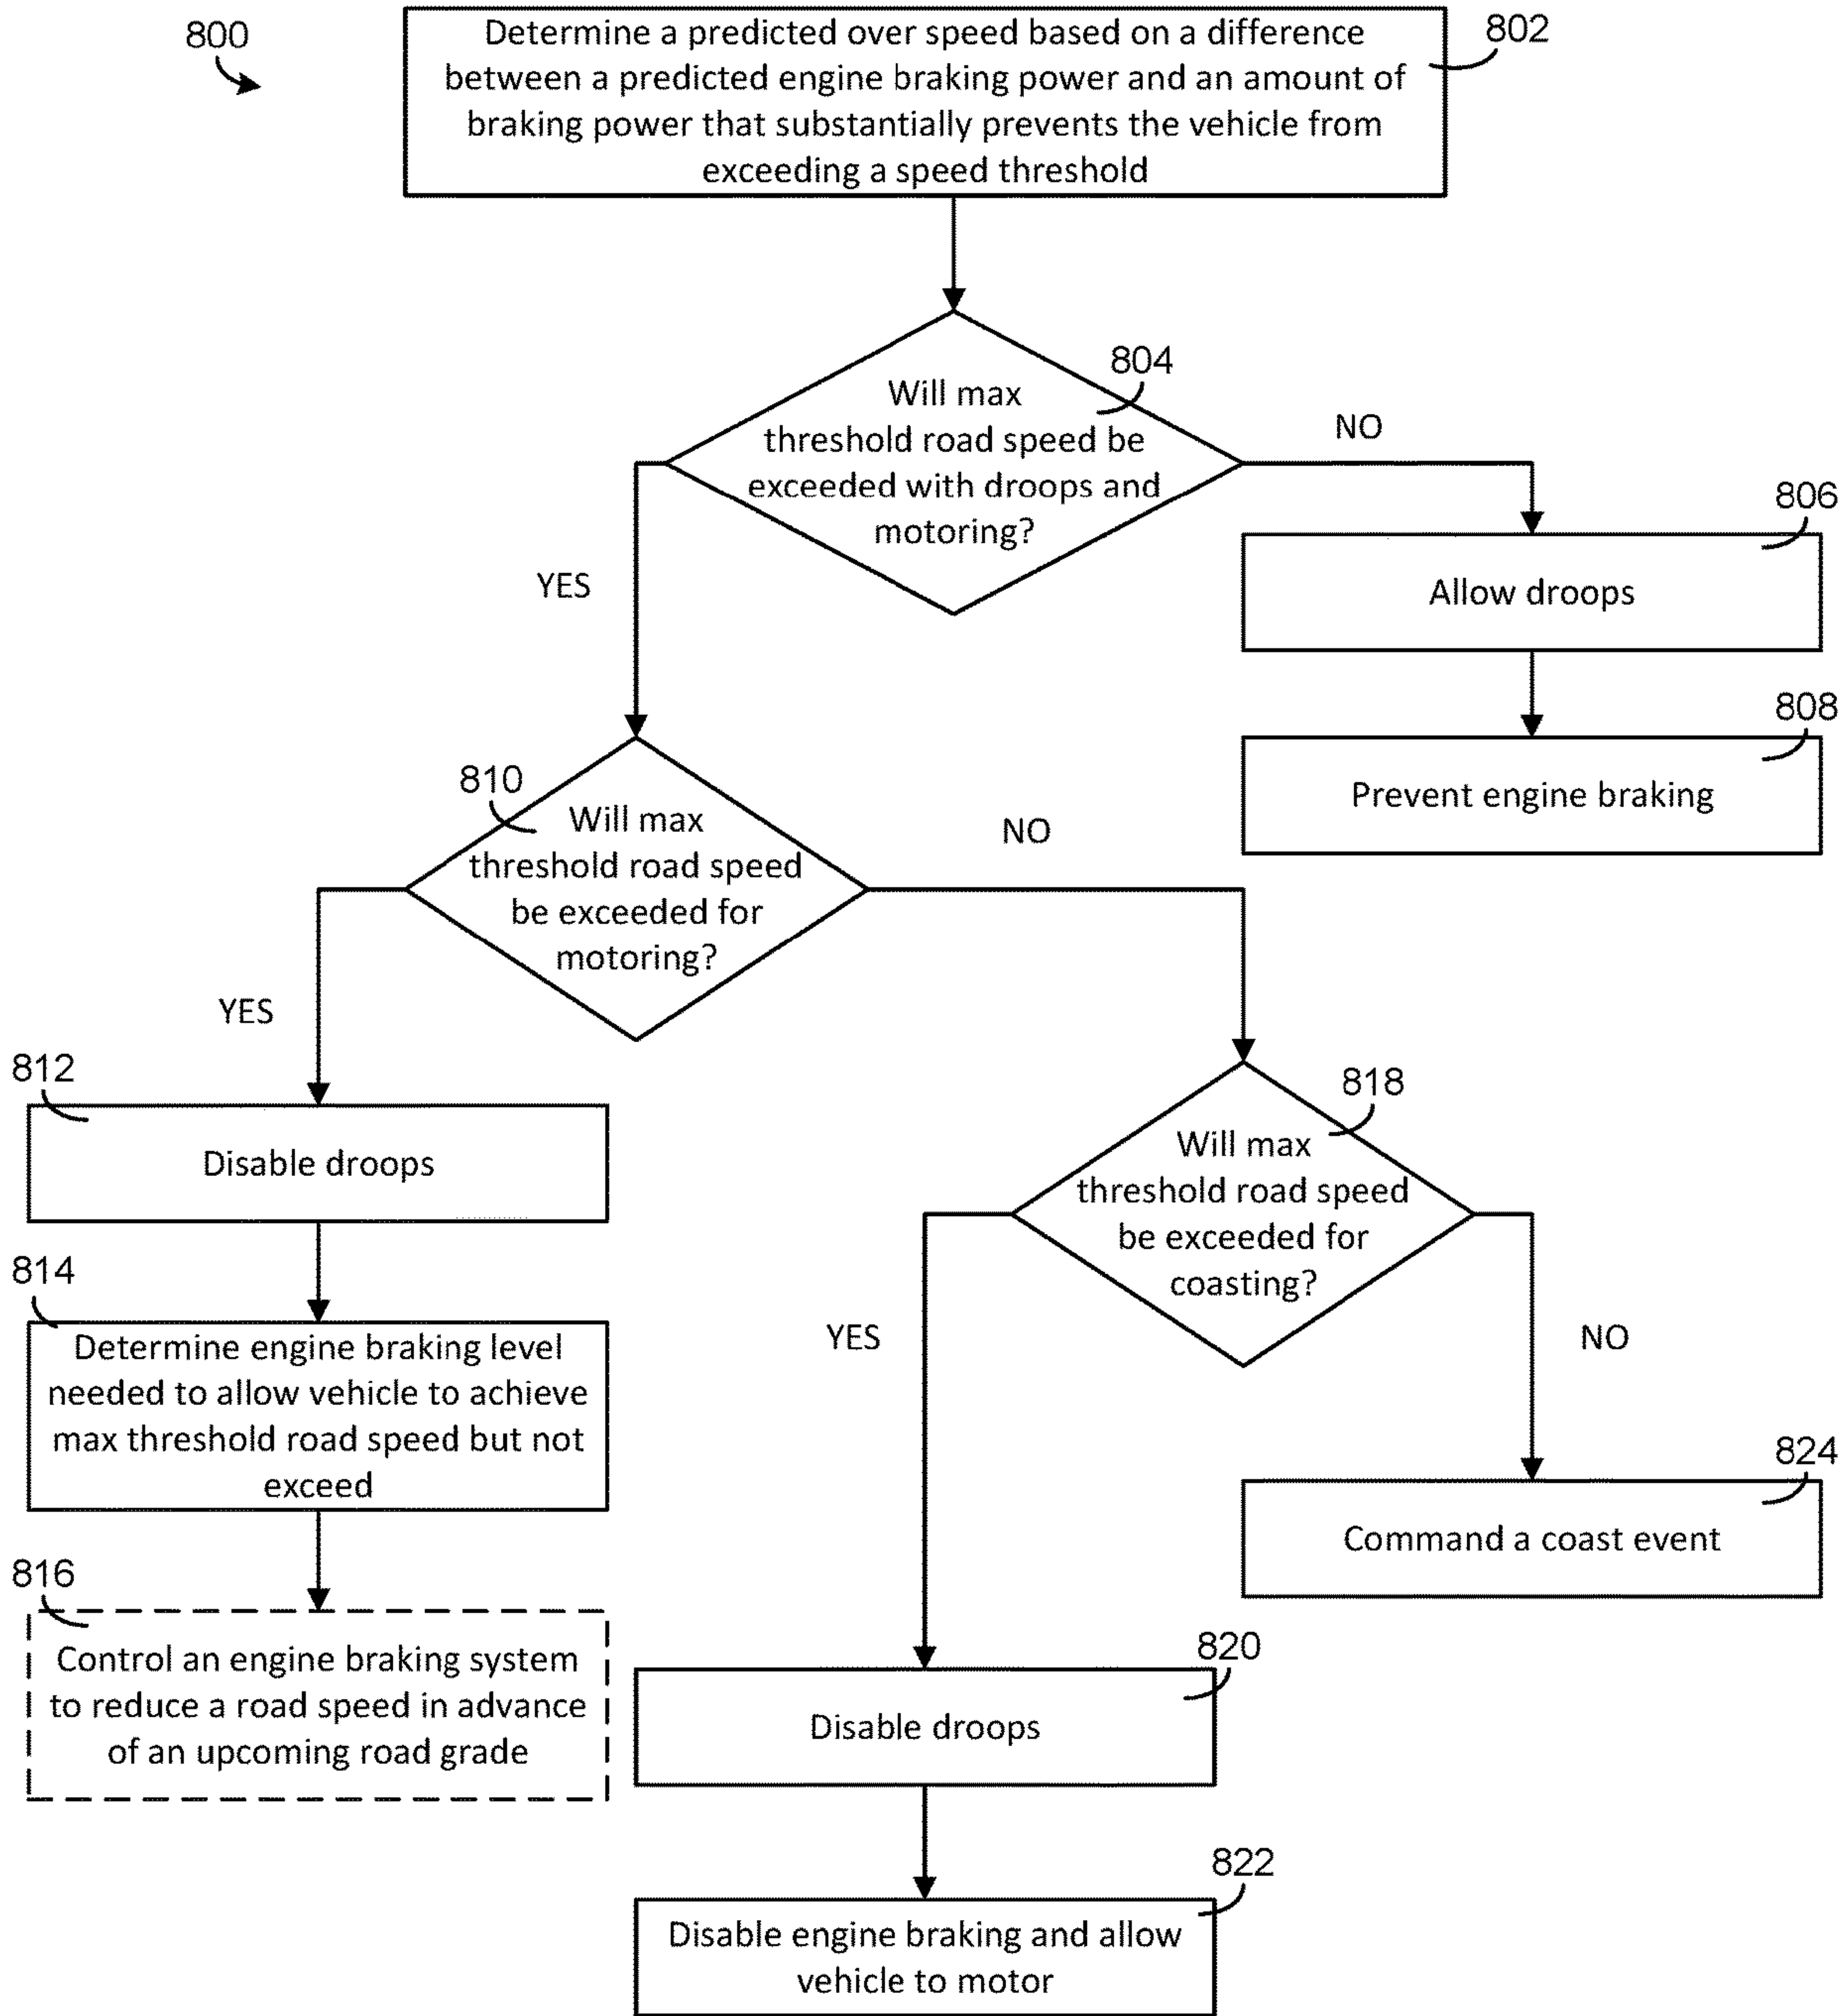 800
Determine a predicted over speed based on a difference
between a predicted engine braking power and an amount of
braking power that substantially prevents the vehicle from
exceeding a speed threshold
802
804
Will max
threshold road speed be
exceeded with droops and
motoring?
NO
YES
806
Allow droops
808
Prevent engine braking
810
Will max
threshold road speed
be exceeded for
motoring?
NO
YES
812
Disable droops
814
Determine engine braking level
needed to allow vehicle to achieve
max threshold road speed but not
exceed
816
Control an engine braking system
to reduce a road speed in advance
of an upcoming road grade
818
Will max
threshold road speed
be exceeded for
coasting?
YES
NO
820
Disable droops
822
Disable engine braking and allow
vehicle to motor
824
Command a coast event